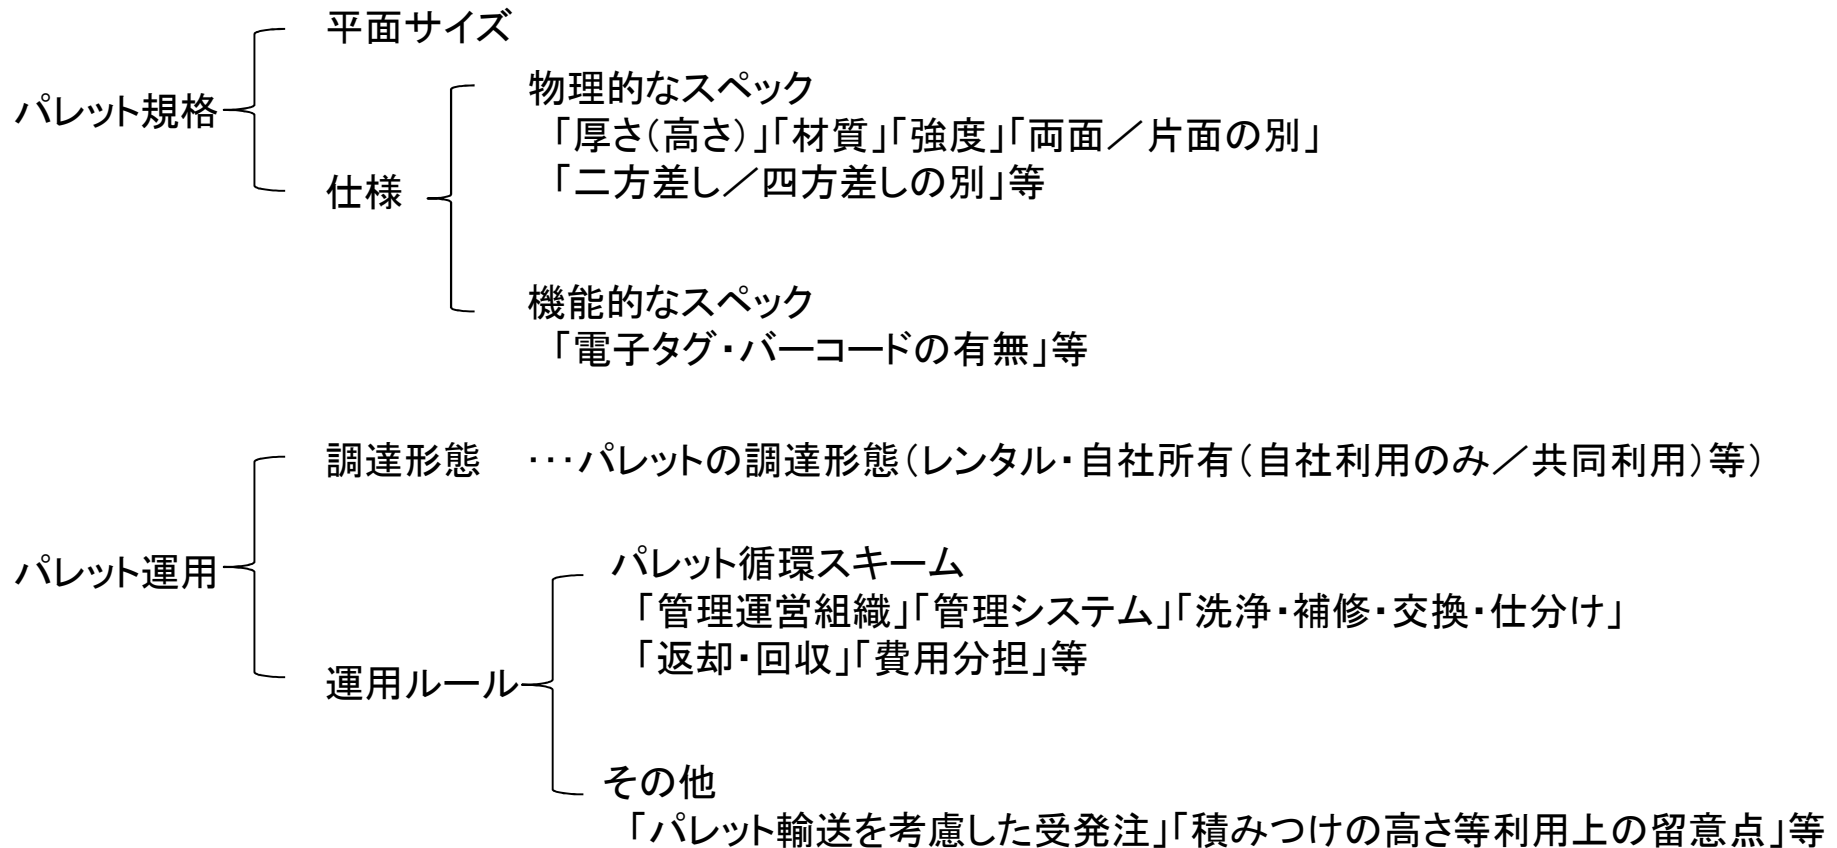 平面サイズ
パレット規格
物理的なスペック
「厚さ（高さ）」「材質」「強度」「両面／片面の別」
「二方差し／四方差しの別」等
仕様
機能的なスペック
「電子タグ・バーコードの有無」等
調達形態 ･･･パレットの調達形態（レンタル・自社所有（自社利用のみ／共同利用）等）
パレット運用
パレット循環スキーム
「管理運営組織」「管理システム」「洗浄・補修・交換・仕分け」
「返却・回収」「費用分担」等
運用ルール
その他
「パレット輸送を考慮した受発注」「積みつけの高さ等利用上の留意点」等